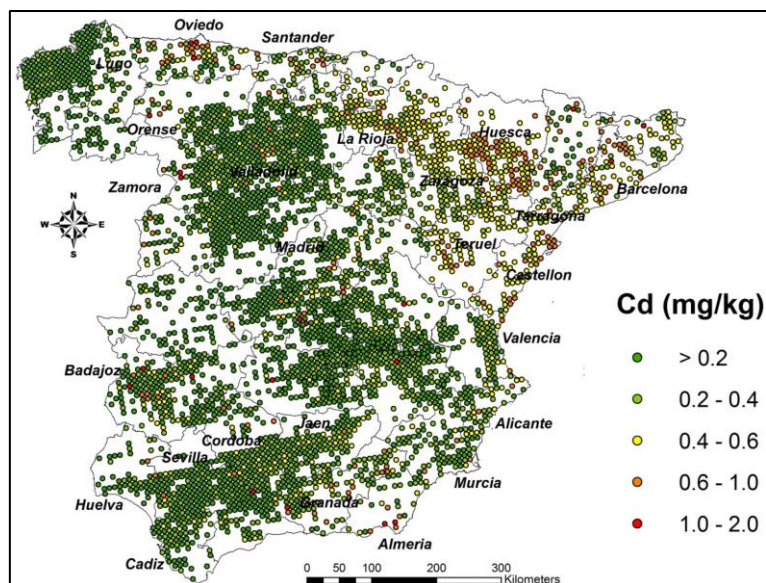 Oviedo
Santander
Lugo
Orense
La Rioja
Huesca
Valladolid
Zamora
Zaragoza
Barcelona
Tarragona
N
W E
S
Madrid
Teruel
Castellon
Cd (mg/kg)
> 0.2
0.2 - 0.4
0.4 - 0.6
0.6 - 1.0
1.0 - 2.0
Valencia
Badajoz
Alicante
Jaen
Cordoba
Sevilla
Murcia
Huelva
Granada
Almeria
Cadiz
0 25 50 100 200 300
Kilometers